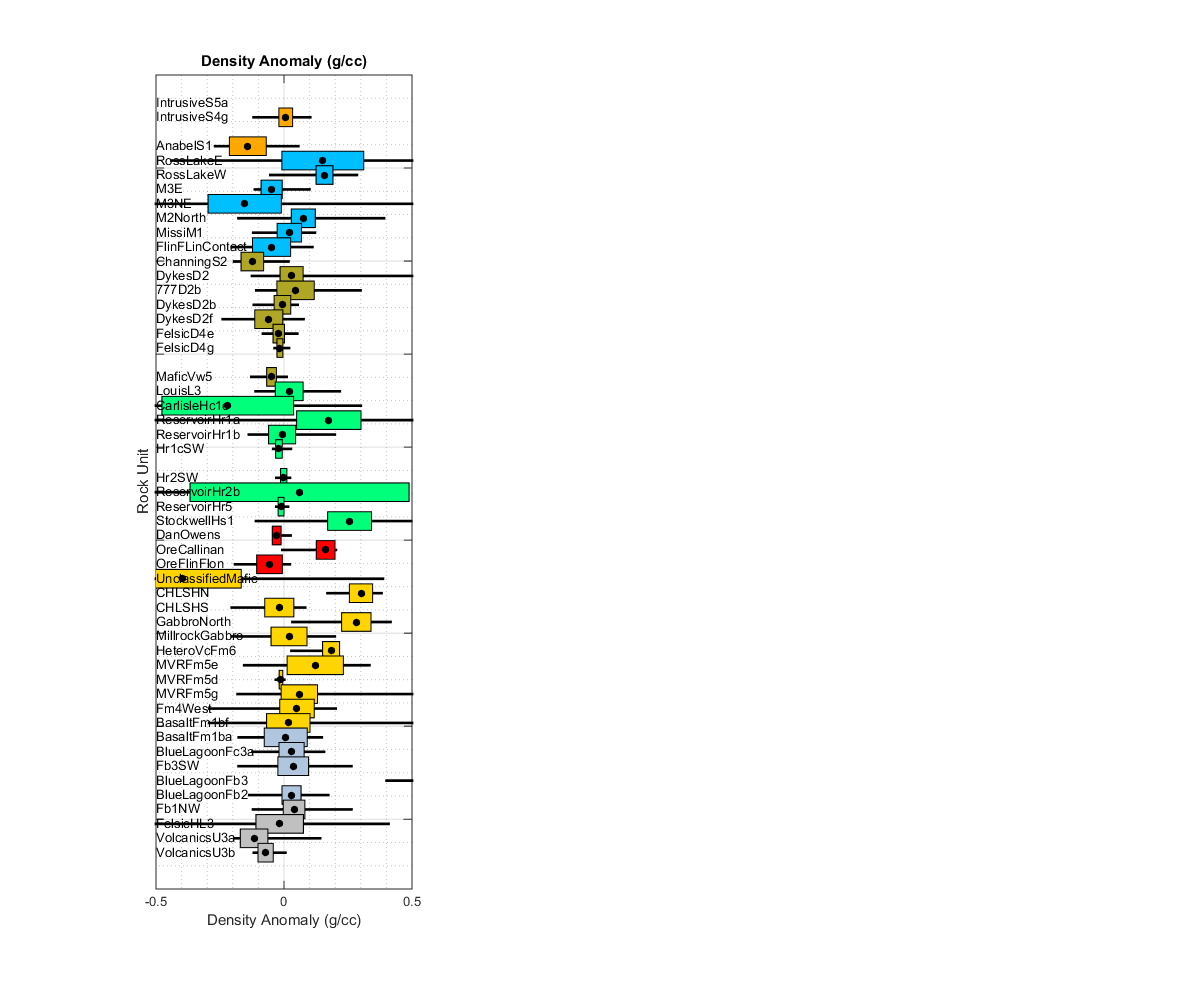 Density Anomaly (g/cc)
IntrusiveS5a
IntrusiveS4g
AnabelS1
RossLakeE
RossLakeW
M3E
M3NE
M2North
MissiM1
FlinFLinContact
ChanningS2
DykesD2
777D2b
DykesD2b
DykesD2f
FelsicD4e
FelsicD4g
MaficVw5
LouisL3
CarlisleHc1c
ReservoirHr1a
ReservoirHr1b
Hr1cSW
Hr2SW
ReservoirHr2b
ReservoirHr5
StockwellHs1
DanOwens
OreCallinan
OreFlinFlon
UnclassifiedMafic
CHLSHN
CHLSHS
GabbroNorth
MillrockGabbro
HeteroVcFm6
MVRFm5e
MVRFm5d
MVRFm5g
Fm4West
BasaltFm1bf
BasaltFm1ba
BlueLagoonFc3a
Fb3SW
BlueLagoonFb3
BlueLagoonFb2
Fb1NW
FelsicHL3
VolcanicsU3a
VolcanicsU3b
Rock Unit
-0.5 0 0.5
Density Anomaly (g/cc)